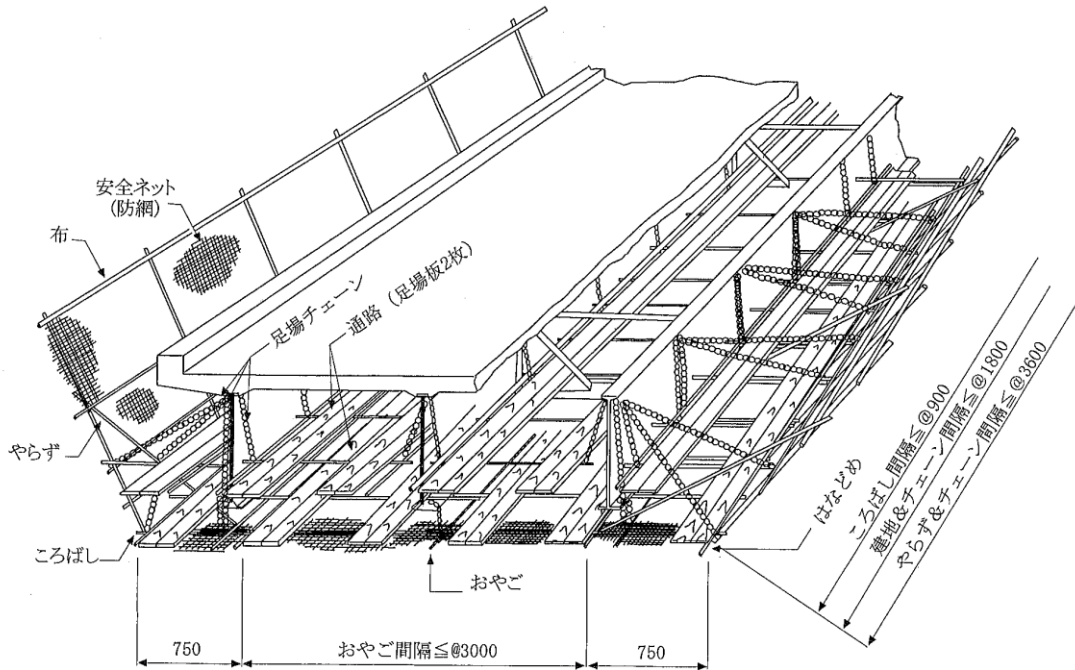 安全ネット
(防網)
布
足場チェーン
通路（足場板2枚）
やらず
ころばし
おやご
はなどめ
ころばし間隔≦@900
建地&チェーン間隔≦@1800
やらず&チェーン間隔≦@3600
750
おやご間隔≦@3000
750